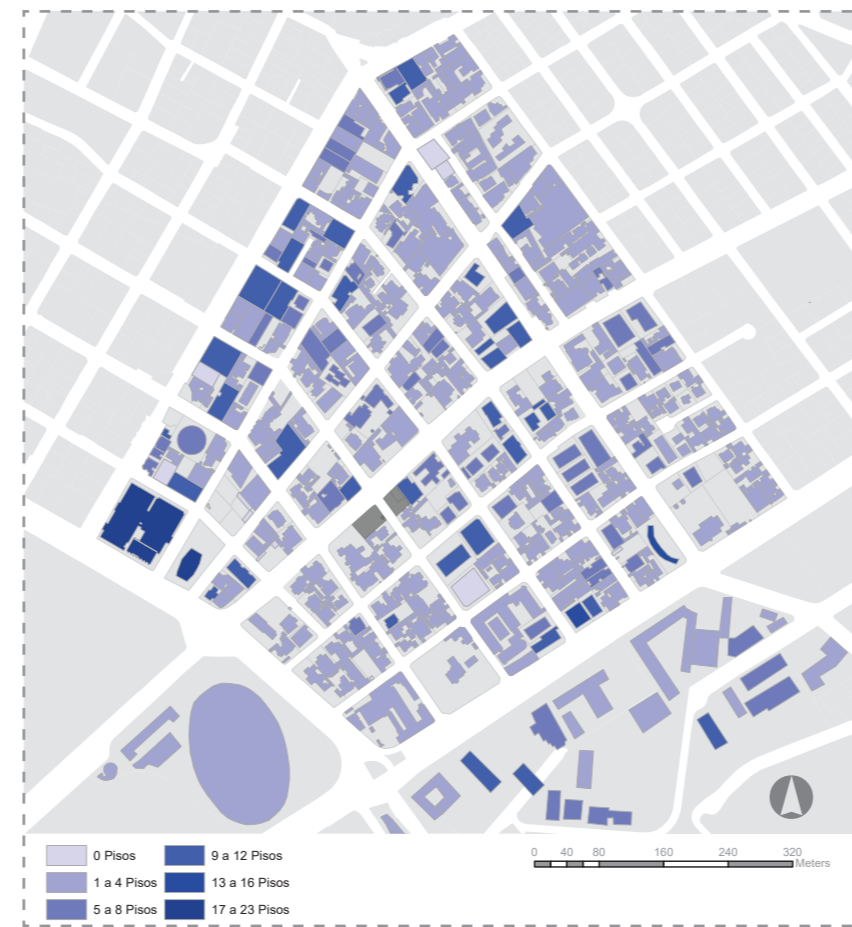 0 Pisos
9 a 12 Pisos
1 a 4 Pisos
13 a 16 Pisos
5 a 8 Pisos
17 a 23 Pisos
0 40 80 160 240 320
Meters